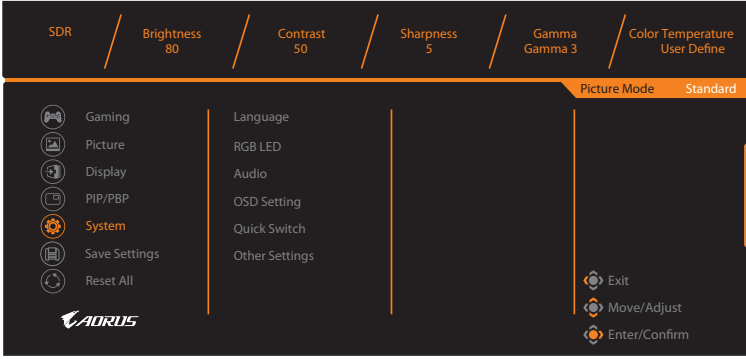 SDR
Brightness
80
Contrast
50
Sharpness
5
Gamma
Gamma 3
Color Temperature
User Define
Picture Mode Standard
Gaming
Picture
Display
PIP/PBP
System
Save Settings
Reset All
Language
RGB LED
Audio
OSD Setting
Quick Switch
Other Settings
Exit
Move/Adjust
Enter/Confirm
AORUS